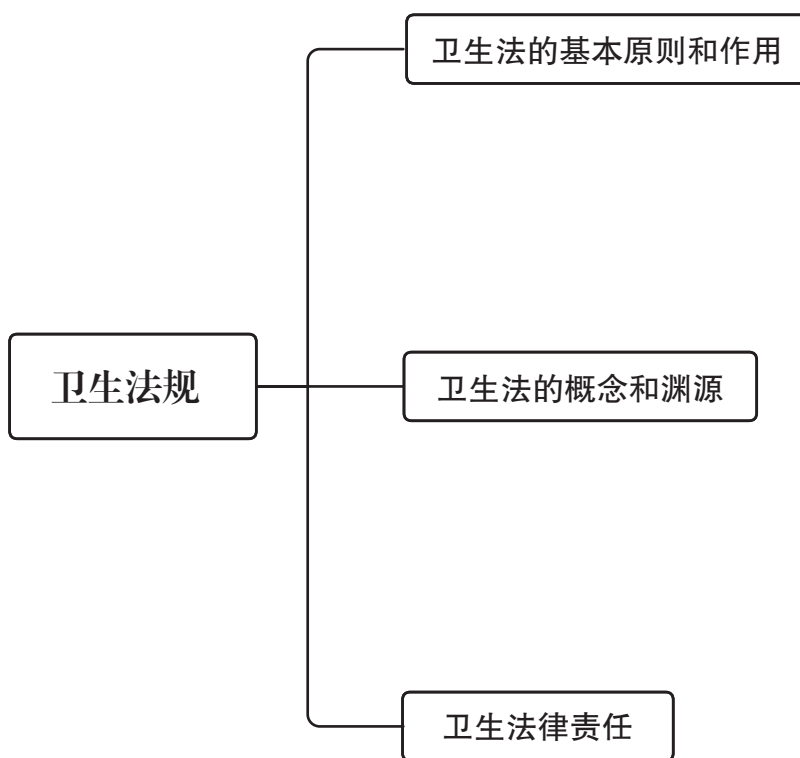 卫生法的基本原则和作用
卫生法规
卫生法的概念和渊源
卫生法律责任